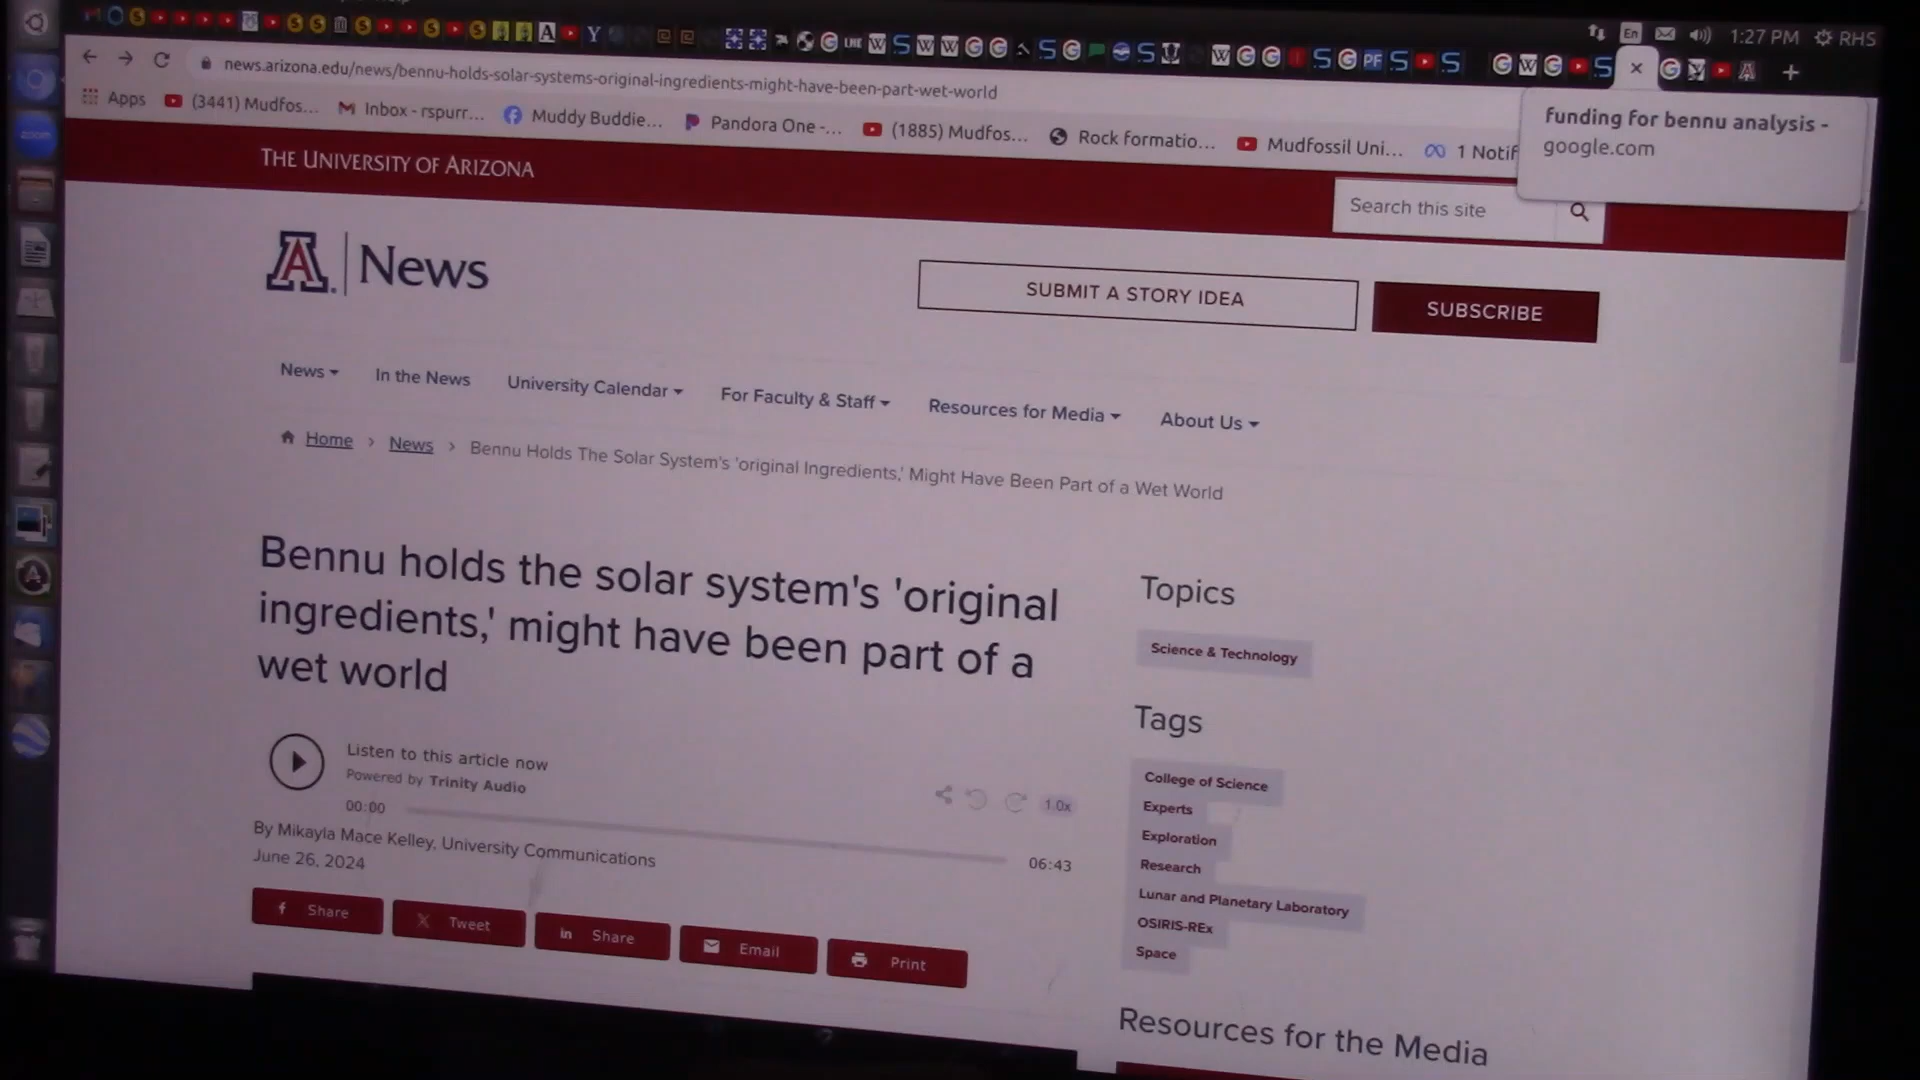 1:27 PM RHS
En
news.arizona.edu/news/bennu-holds-solar-systems-original-ingredients-might-have-been-part-wet-world
funding for bennu analysis -
google.com
Apps (3441) Mudfos... Inbox - rspurr... Muddy Buddie... Pandora One -... (1885) Mudfos... Rock formatio... Mudfossil Uni... 1 Notif
THE UNIVERSITY OF ARIZONA
Search this site
A News
SUBMIT A STORY IDEA
SUBSCRIBE
News In the News University Calendar For Faculty & Staff Resources for Media About Us
Home > News > Bennu Holds The Solar System's 'original Ingredients,' Might Have Been Part of a Wet World
Bennu holds the solar system's 'original
ingredients,' might have been part of a
wet world
Listen to this article now
Powered by Trinity Audio
00:00
1.0x
06:43
By Mikayla Mace Kelley, University Communications
June 26, 2024
Share Tweet Share Email Print
Topics
Science & Technology
Tags
College of Science
Experts
Exploration
Research
Lunar and Planetary Laboratory
OSIRIS-REx
Space
Resources for the Media